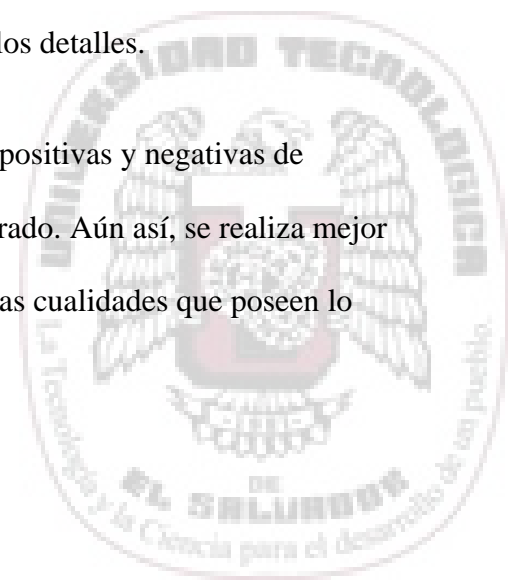 los detalles.
positivas y negativas de
rado. Aún así, se realiza mejor
as cualidades que poseen lo
UNIVERSIDAD TECNOLOGICA
DE
EL SALVADOR
La Tecnología y la Ciencia para el desarrollo de un pueblo.